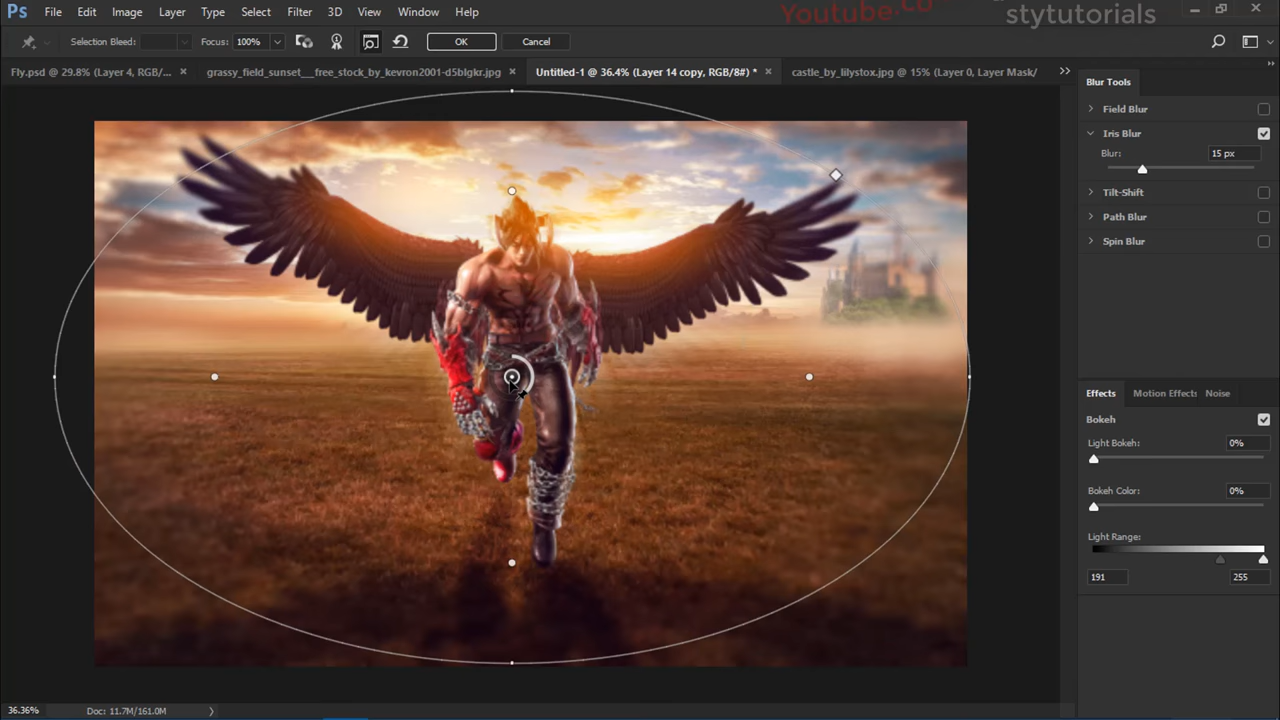 Ps File Edit Image Layer Type Select Filter 3D View Window Help
Youtube.co
stytutorials
Selection Bleed: Focus: 100% OK Cancel
Fly.psd @ 29.8% (Layer 4, RGB/... × grassy_field_sunset__free_stock_by_kevron2001-d5blgkr.jpg × Untitled-1 @ 36.4% (Layer 14 copy, RGB/8#) * × castle_by_lilystox.jpg @ 15% (Layer 0, Layer Mask/
Blur Tools
Field Blur
Iris Blur
Blur: 15 px
Tilt-Shift
Path Blur
Spin Blur
Effects Motion Effects Noise
Bokeh
Light Bokeh: 0%
Bokeh Color: 0%
Light Range:
191 255
36.36% Doc: 11.7M/161.0M